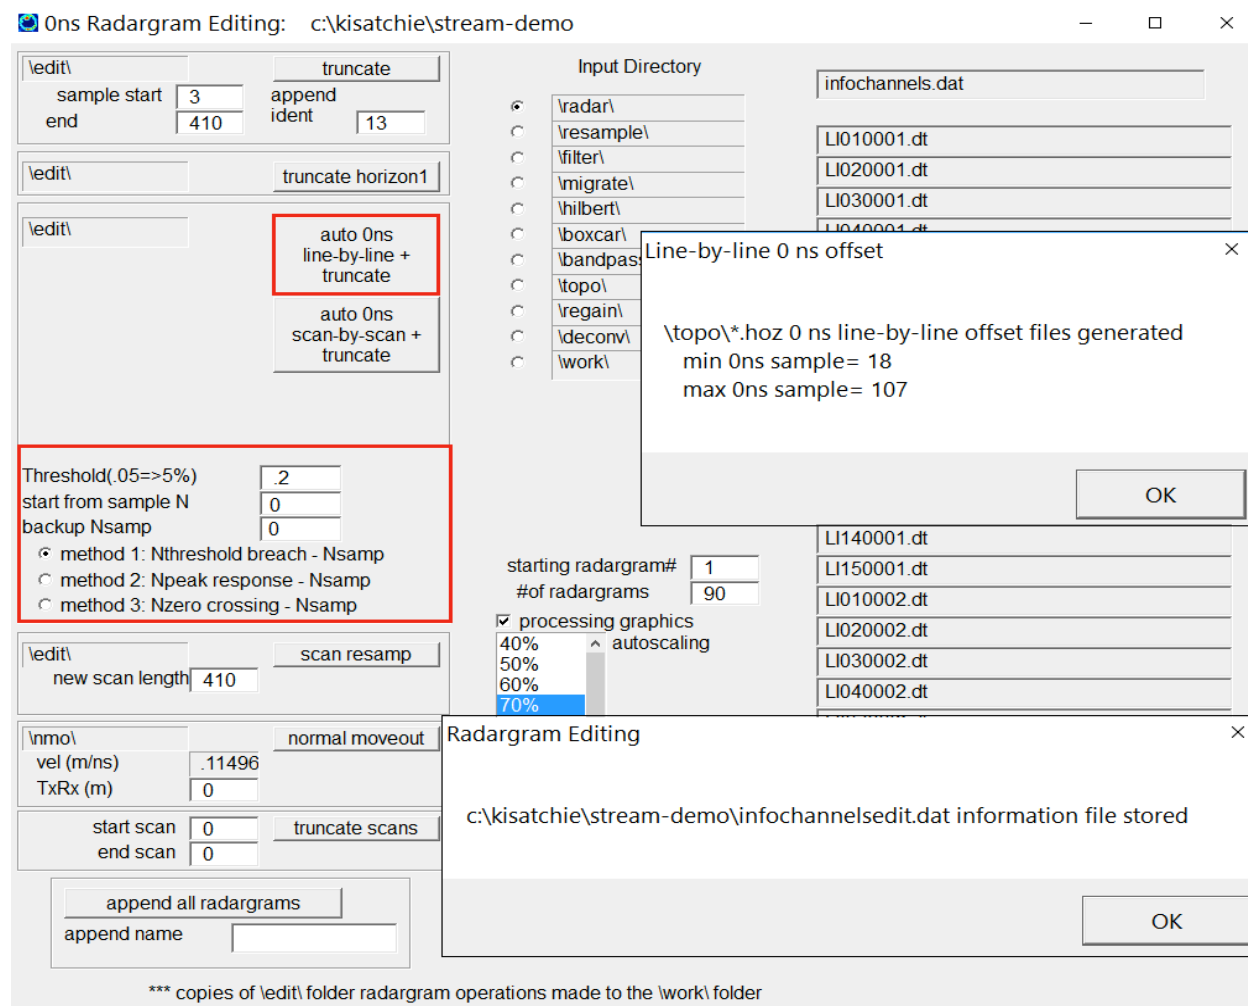 0ns Radargram Editing: c:\kisatchie\stream-demo
\edit\
truncate
sample start 3
end 410
append ident 13
\edit\
truncate horizon1
\edit\
auto 0ns
line-by-line +
truncate
auto 0ns
scan-by-scan +
truncate
Threshold(.05=>5%) .2
start from sample N 0
backup Nsamp 0
method 1: Nthreshold breach - Nsamp
method 2: Npeak response - Nsamp
method 3: Nzero crossing - Nsamp
\edit\
scan resamp
new scan length 410
\nmo\
normal moveout
vel (m/ns) .11496
TxRx (m) 0
start scan 0
truncate scans
end scan 0
append all radargrams
append name
Input Directory
\radar\
\resample\
\filter\
\migrate\
\hilbert\
\boxcar\
\bandpas
\topo\
\regain\
\deconv\
\work\
starting radargram# 1
#of radargrams 90
processing graphics
40%
50%
60%
70%
autoscaling
infochannels.dat
LI010001.dt
LI020001.dt
LI030001.dt
LI040001.dt
Line-by-line 0 ns offset
\topo\*.hoz 0 ns line-by-line offset files generated
min 0ns sample= 18
max 0ns sample= 107
OK
LI140001.dt
LI150001.dt
LI010002.dt
LI020002.dt
LI030002.dt
LI040002.dt
Radargram Editing
c:\kisatchie\stream-demo\infochannelsedit.dat information file stored
OK
*** copies of \edit\ folder radargram operations made to the \work\ folder